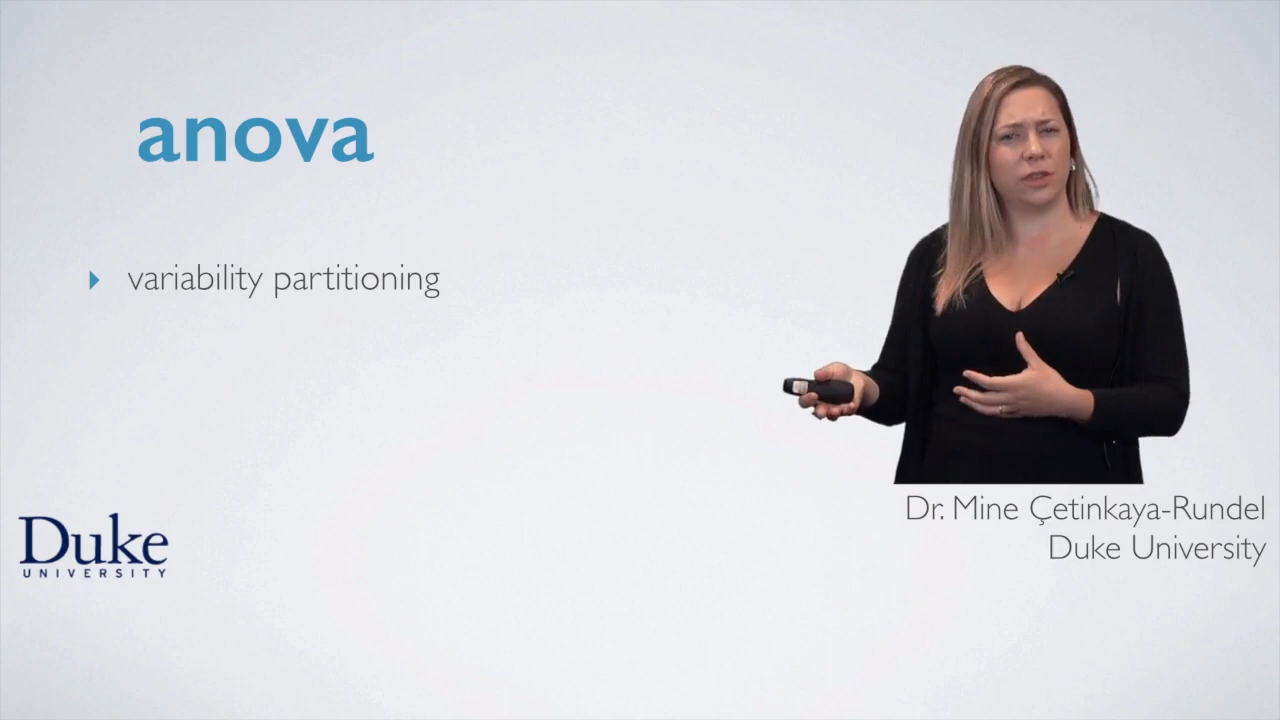 anova
variability partitioning
Dr. Mine Çetinkaya-Rundel
Duke University
Duke
UNIVERSITY